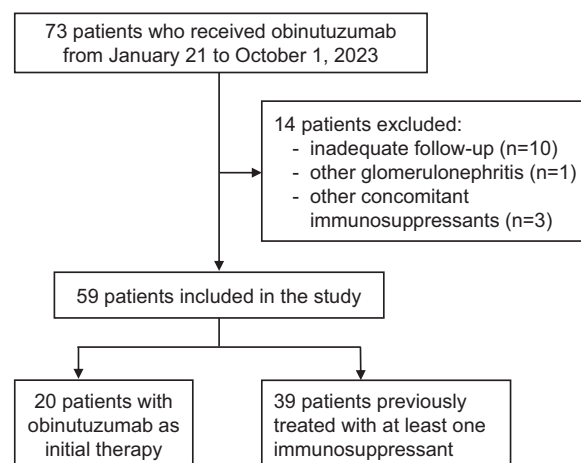 73 patients who received obinutuzumab
from January 21 to October 1, 2023
14 patients excluded:
- inadequate follow-up (n=10)
- other glomerulonephritis (n=1)
- other concomitant
immunosuppressants (n=3)
59 patients included in the study
20 patients with
obinutuzumab as
initial therapy
39 patients previously
treated with at least one
immunosuppressant